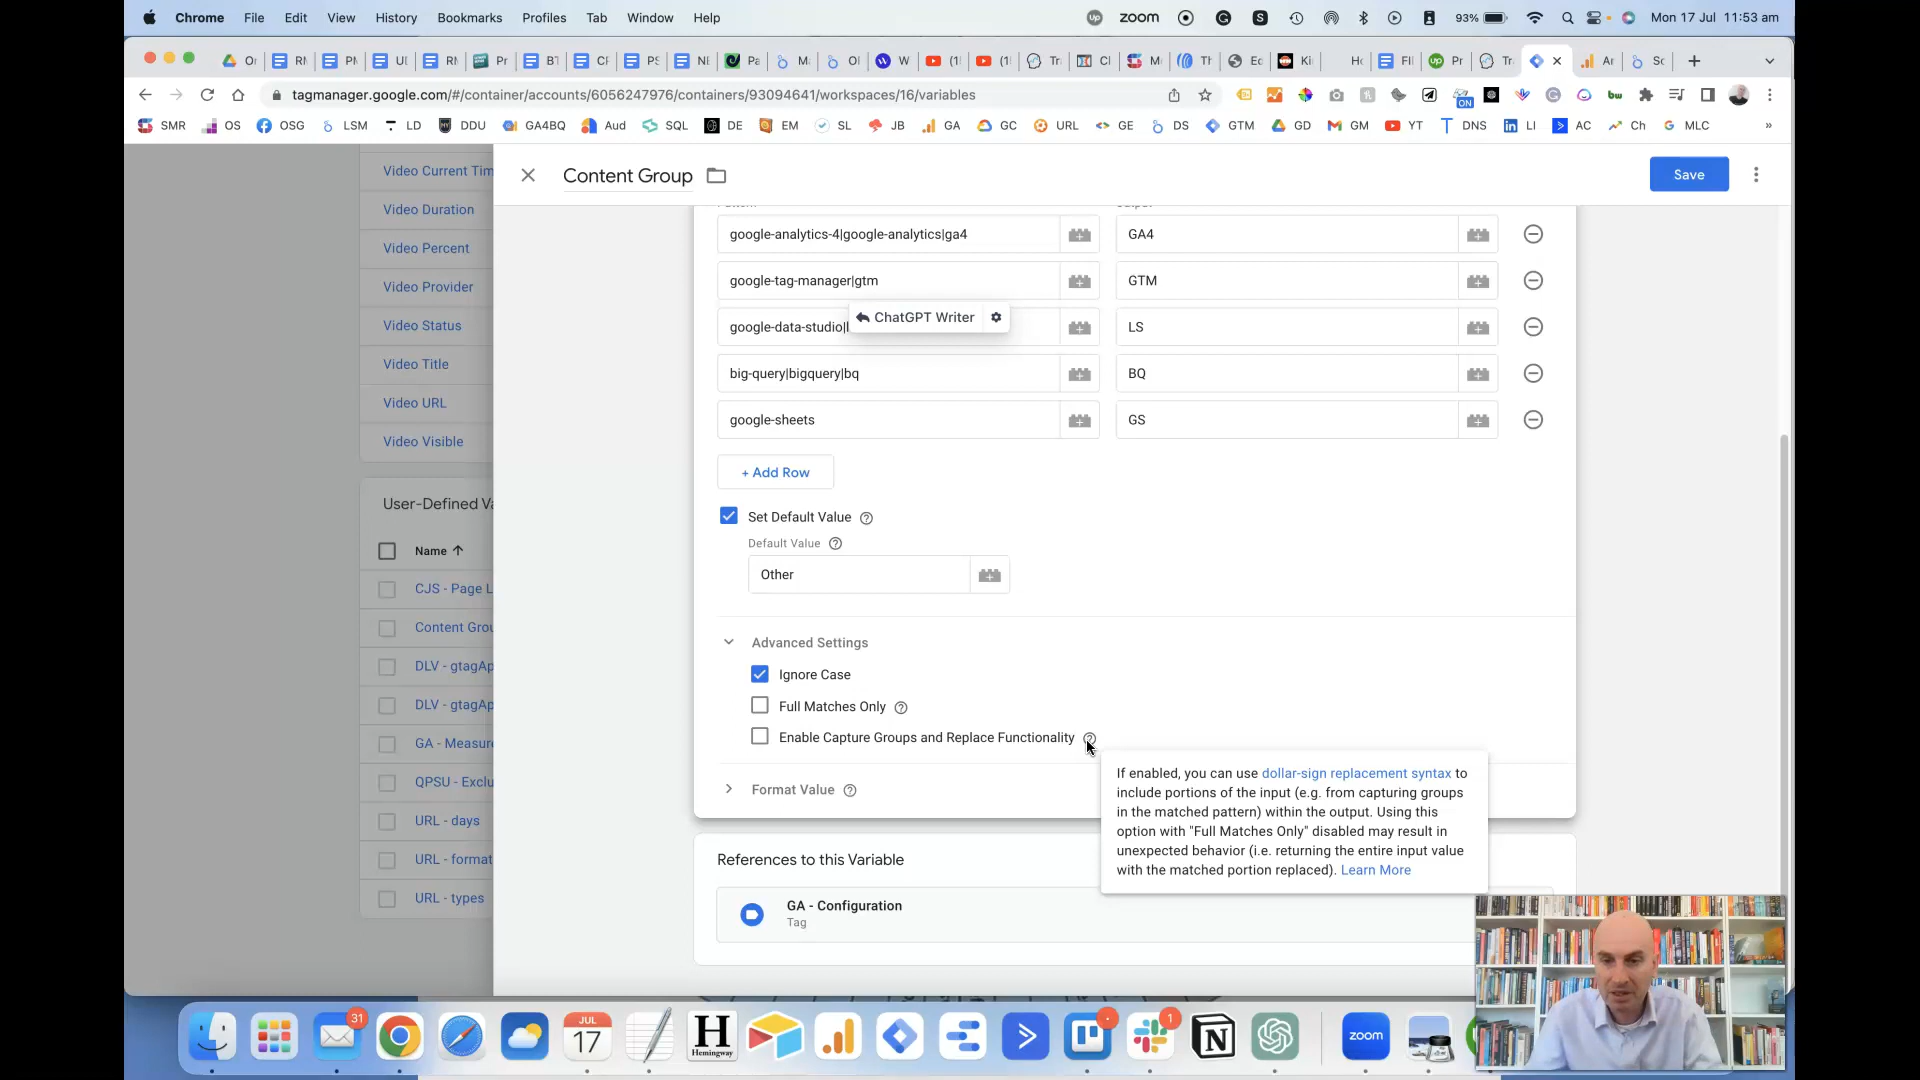 Chrome File Edit View History Bookmarks Profiles Tab Window Help
zoom 93% Mon 17 Jul 11:53 am
tagmanager.google.com/#/container/accounts/6056247976/containers/93094641/workspaces/16/variables
SMR OS OSG LSM LD DDU GA4BQ Aud SQL DE EM SL JB GA GC URL GE DS GTM GD GM YT DNS LI AC Ch MLC »
Content Group
Save
Video Current Tim
Video Duration
Video Percent
Video Provider
Video Status
Video Title
Video URL
Video Visible
google-analytics-4|google-analytics|ga4 GA4
google-tag-manager|gtm GTM
ChatGPT Writer
google-data-studio| LS
big-query|bigquery|bq BQ
google-sheets GS
+ Add Row
Set Default Value
Default Value
Other
User-Defined Va
Name
CJS - Page L
Content Grou
DLV - gtagAp
DLV - gtagAp
GA - Measure
QPSU - Exclu
URL - days
URL - format
URL - types
Advanced Settings
Ignore Case
Full Matches Only
Enable Capture Groups and Replace Functionality
Format Value
If enabled, you can use dollar-sign replacement syntax to
include portions of the input (e.g. from capturing groups
in the matched pattern) within the output. Using this
option with "Full Matches Only" disabled may result in
unexpected behavior (i.e. returning the entire input value
with the matched portion replaced). Learn More
References to this Variable
GA - Configuration
Tag
31
JUL
17
H
Hemingway
1
zoom